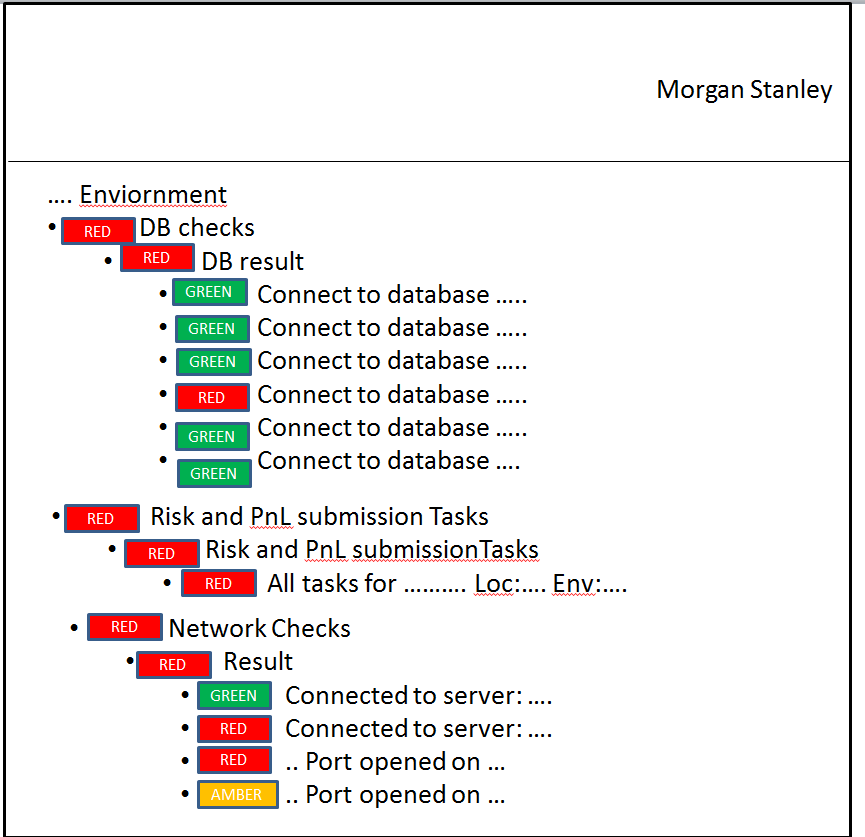 Morgan Stanley
.... Enviornment
• RED DB checks
• RED DB result
• GREEN Connect to database .....
• GREEN Connect to database .....
• GREEN Connect to database .....
• RED Connect to database .....
• GREEN Connect to database .....
• GREEN Connect to database ....
• RED Risk and PnL submission Tasks
• RED Risk and PnL submissionTasks
• RED All tasks for .......... Loc:.... Env:....
• RED Network Checks
• RED Result
• GREEN Connected to server: ....
• RED Connected to server: ....
• RED .. Port opened on ...
• AMBER .. Port opened on ...